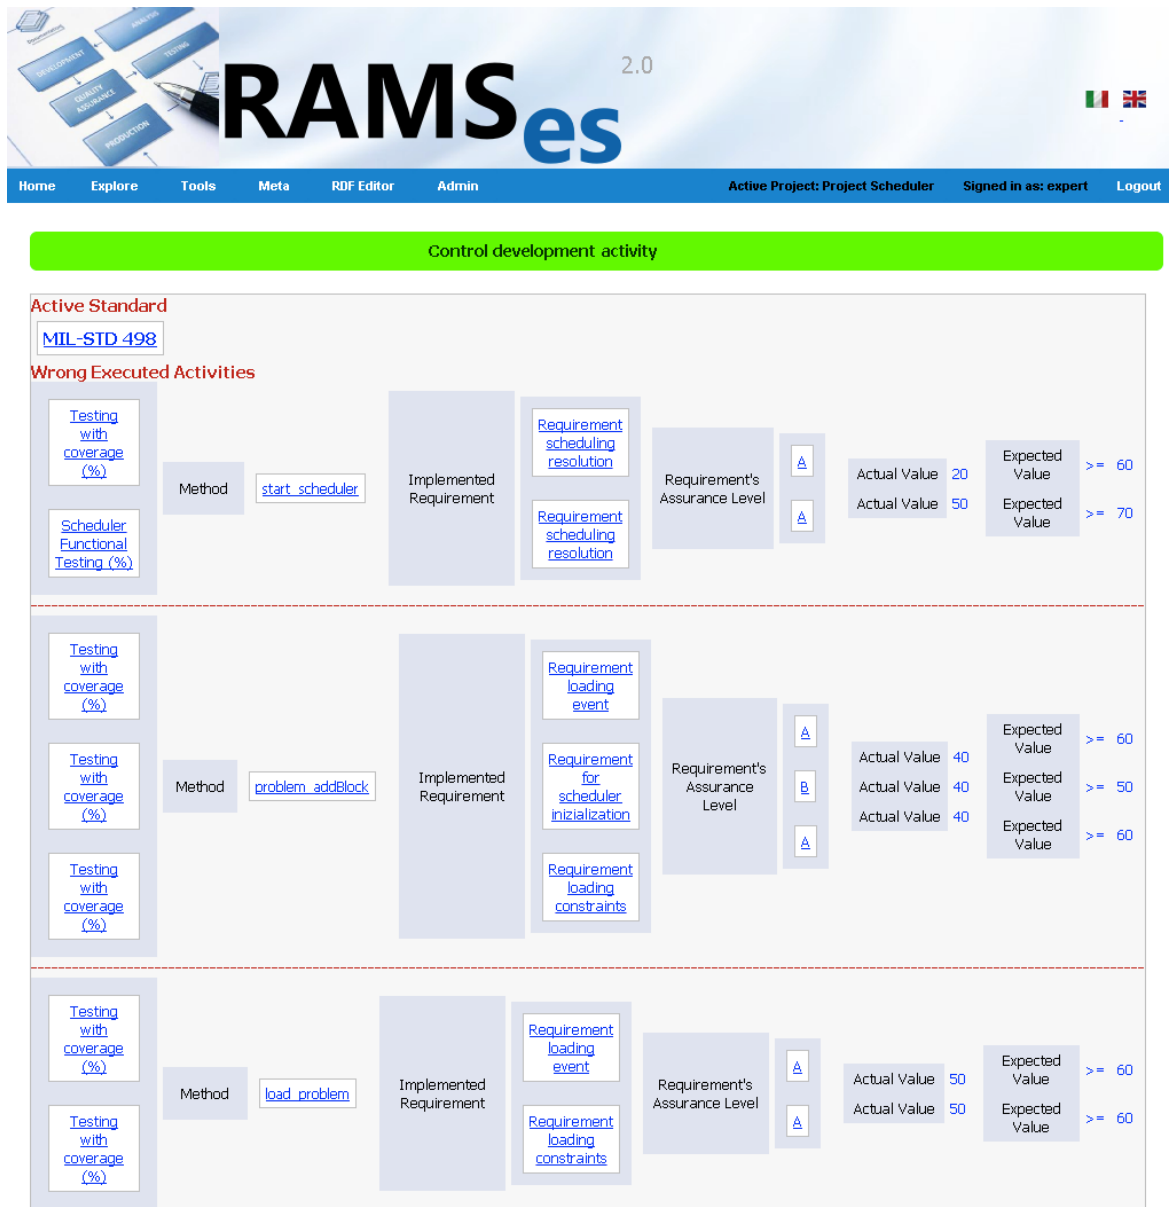 Documentation
ANALYSIS
DEVELOPMENT
TESTING
QUALITY
ASSURANCE
PRODUCTION
RAMSes 2.0
Home Explore Tools Meta RDF Editor Admin Active Project: Project Scheduler Signed in as: expert Logout
Control development activity
Active Standard
MIL-STD 498
Wrong Executed Activities
Testing
with
coverage
(%)
Scheduler
Functional
Testing (%)
Method
start_scheduler
Implemented
Requirement
Requirement
scheduling
resolution
Requirement
scheduling
resolution
Requirement's
Assurance Level
A
A
Actual Value 20
Actual Value 50
Expected
Value
>= 60
Expected
Value
>= 70
Testing
with
coverage
(%)
Testing
with
coverage
(%)
Testing
with
coverage
(%)
Method
problem_addBlock
Implemented
Requirement
Requirement
loading
event
Requirement
for
scheduler
inizialization
Requirement
loading
constraints
Requirement's
Assurance
Level
A
B
A
Actual Value 40
Actual Value 40
Actual Value 40
Expected
Value
>= 60
Expected
Value
>= 50
Expected
Value
>= 60
Testing
with
coverage
(%)
Testing
with
coverage
(%)
Method
load_problem
Implemented
Requirement
Requirement
loading
event
Requirement
loading
constraints
Requirement's
Assurance Level
A
A
Actual Value 50
Actual Value 50
Expected
Value
>= 60
Expected
Value
>= 60